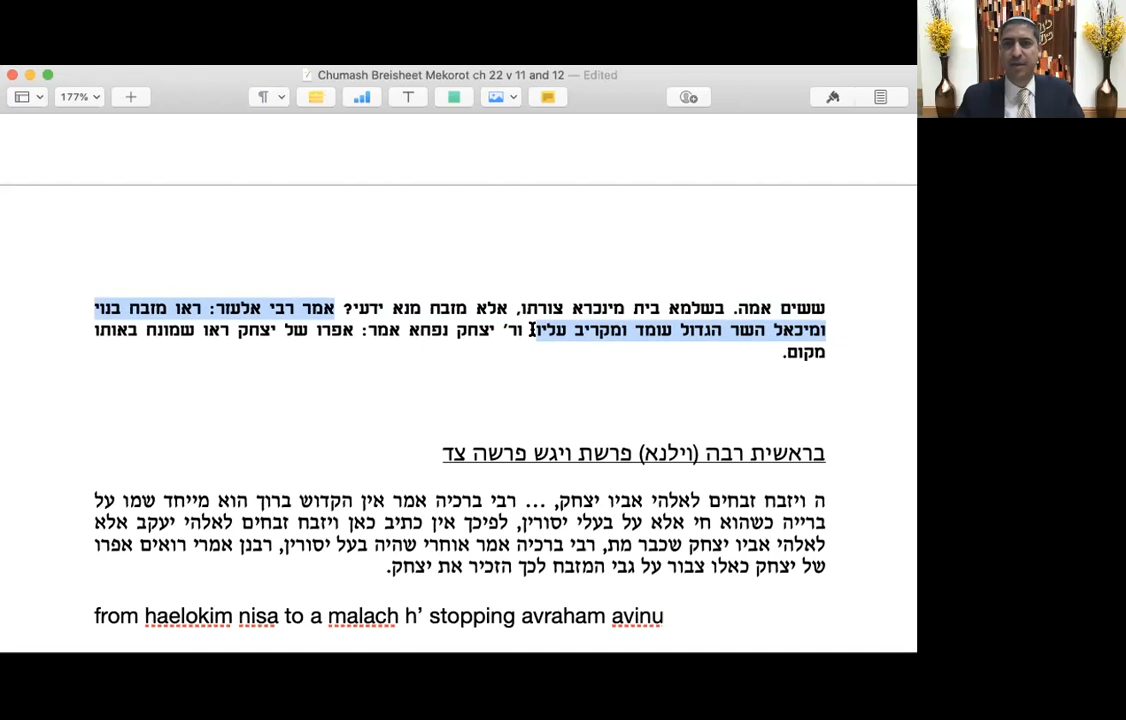 Chumash Breisheet Mekorot ch 22 v 11 and 12 — Edited
177%
ששים אמה. בשלמא בית מינכרא צורתו, אלא מזבח מנא ידעי? אמר רבי אלעזר: ראו מזבח בנוי
ומיכאל השר הגדול עומד ומקריב עליו; ור׳ יצחק נפחא אמר: אפרו של יצחק ראו שמונח באותו
מקום.
בראשית רבה (וילנא) פרשת ויגש פרשה צד
ה ויזבח זבחים לאלהי אביו יצחק, ... רבי ברכיה אמר אין הקדוש ברוך הוא מייחד שמו על
ברייה כשהוא חי אלא על בעלי יסורין, לפיכך אין כתיב כאן ויזבח זבחים לאלהי יעקב אלא
לאלהי אביו יצחק שכבר מת, רבי ברכיה אמר אוחרי שהיה בעל יסורין, רבנן אמרי רואים אפרו
של יצחק כאלו צבור על גבי המזבח לכך הזכיר את יצחק.
from haelokim nisa to a malach h’ stopping avraham avinu